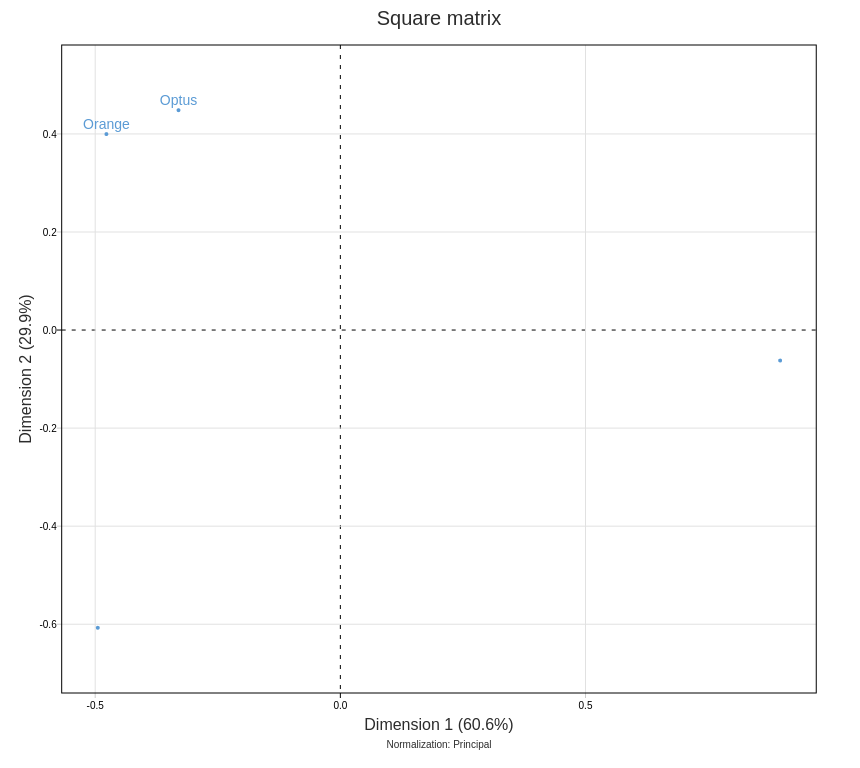 Square matrix
Optus
Orange
0.4
0.2
0.0
-0.2
-0.4
-0.6
Dimension 2 (29.9%)
-0.5
0.0
0.5
Dimension 1 (60.6%)
Normalization: Principal